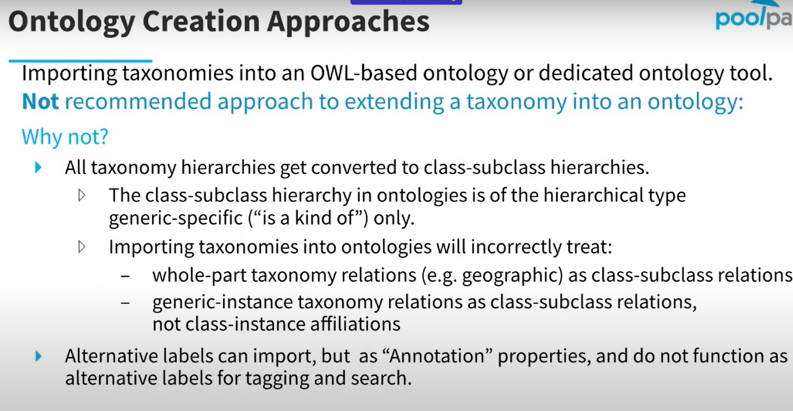 Ontology Creation Approaches
poolpa
Importing taxonomies into an OWL-based ontology or dedicated ontology tool.
Not recommended approach to extending a taxonomy into an ontology:
Why not?
All taxonomy hierarchies get converted to class-subclass hierarchies.
The class-subclass hierarchy in ontologies is of the hierarchical type
generic-specific (“is a kind of”) only.
Importing taxonomies into ontologies will incorrectly treat:
– whole-part taxonomy relations (e.g. geographic) as class-subclass relations
– generic-instance taxonomy relations as class-subclass relations,
not class-instance affiliations
Alternative labels can import, but as “Annotation” properties, and do not function as
alternative labels for tagging and search.